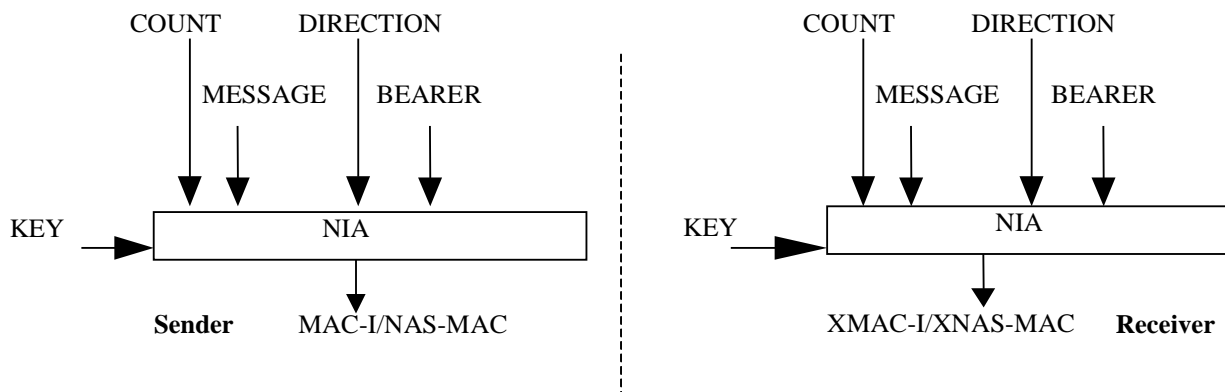 COUNT DIRECTION COUNT DIRECTION
MESSAGE BEARER MESSAGE BEARER
KEY NIA KEY NIA
Sender MAC-I/NAS-MAC XMAC-I/XNAS-MAC Receiver